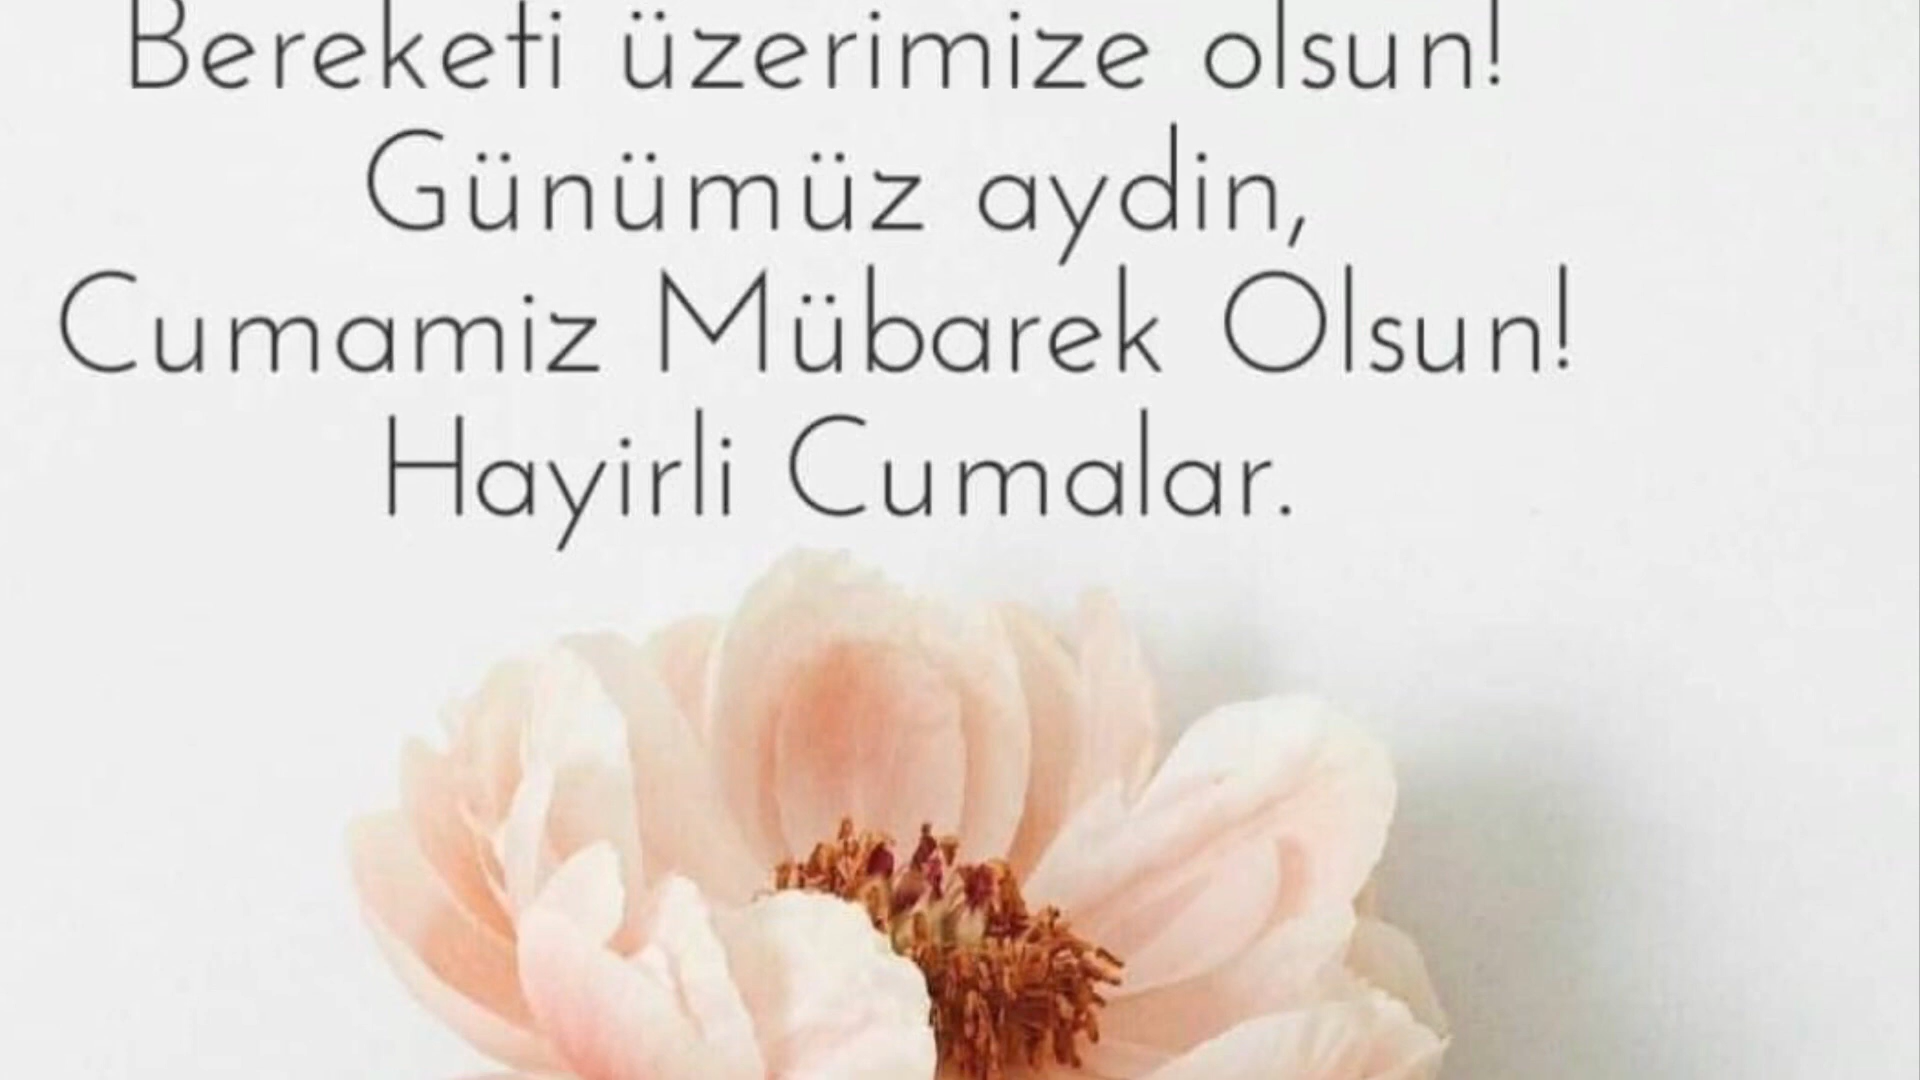 Bereketi üzerimize olsun!
Günümüz aydin,
Cumamiz Mübarek Olsun!
Hayirli Cumalar.